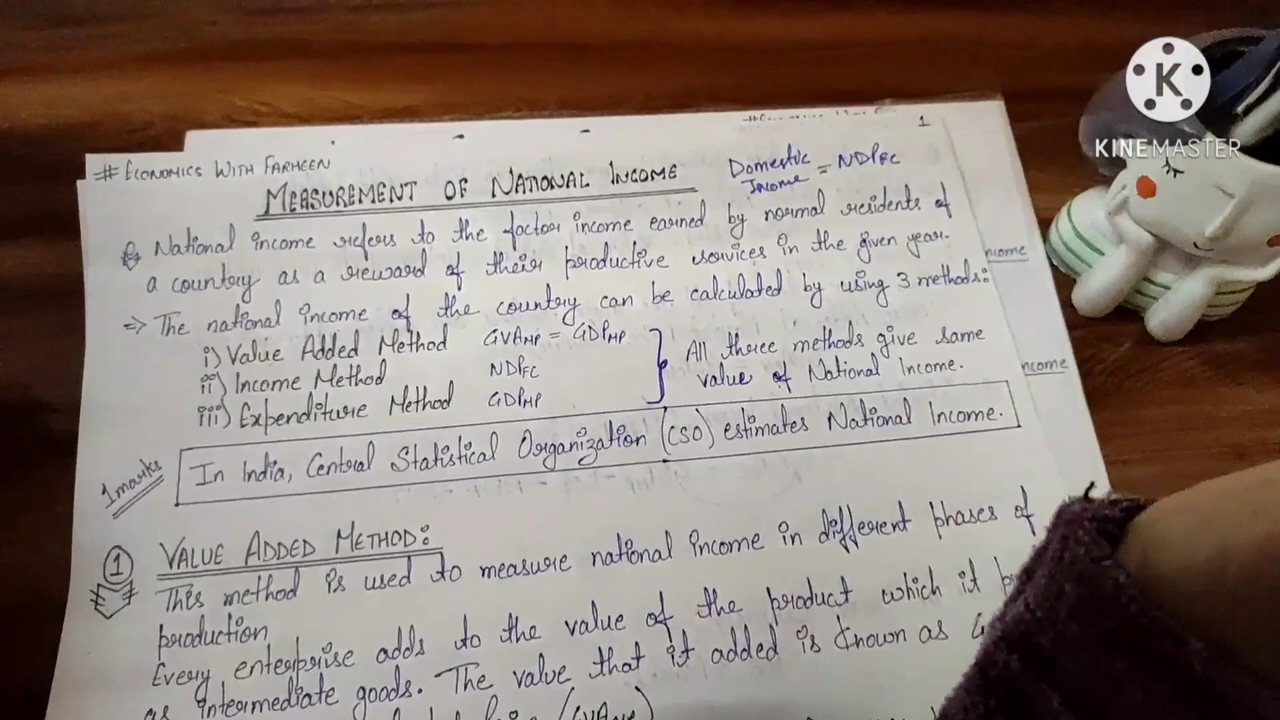 1
# ECONOMICS WITH FARHEEN
MEASUREMENT OF NATIONAL INCOME
Domestic Income = NDPFC
National income refers to the factor income earned by normal residents of
a country as a reward of their productive services in the given year.
=> The national income of the country can be calculated by using 3 methods:
i) Value Added Method GVAMP = GDPMP
ii) Income Method NDPFC
iii) Expenditure Method GDPMP
All three methods give same
value of National Income.
1 marks
In India, Central Statistical Organization (CSO) estimates National Income.
1 VALUE ADDED METHOD:
This method is used to measure national income in different phases of
production
Every enterprise adds to the value of the product which it
as intermediate goods. The value that it added is known as
(GVAMP)
ncome
ncome
K
KINEMASTER